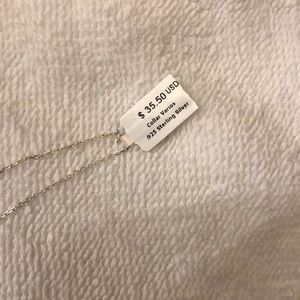 $ 35.50 USD
Collar Varios
.925 Sterling Silver